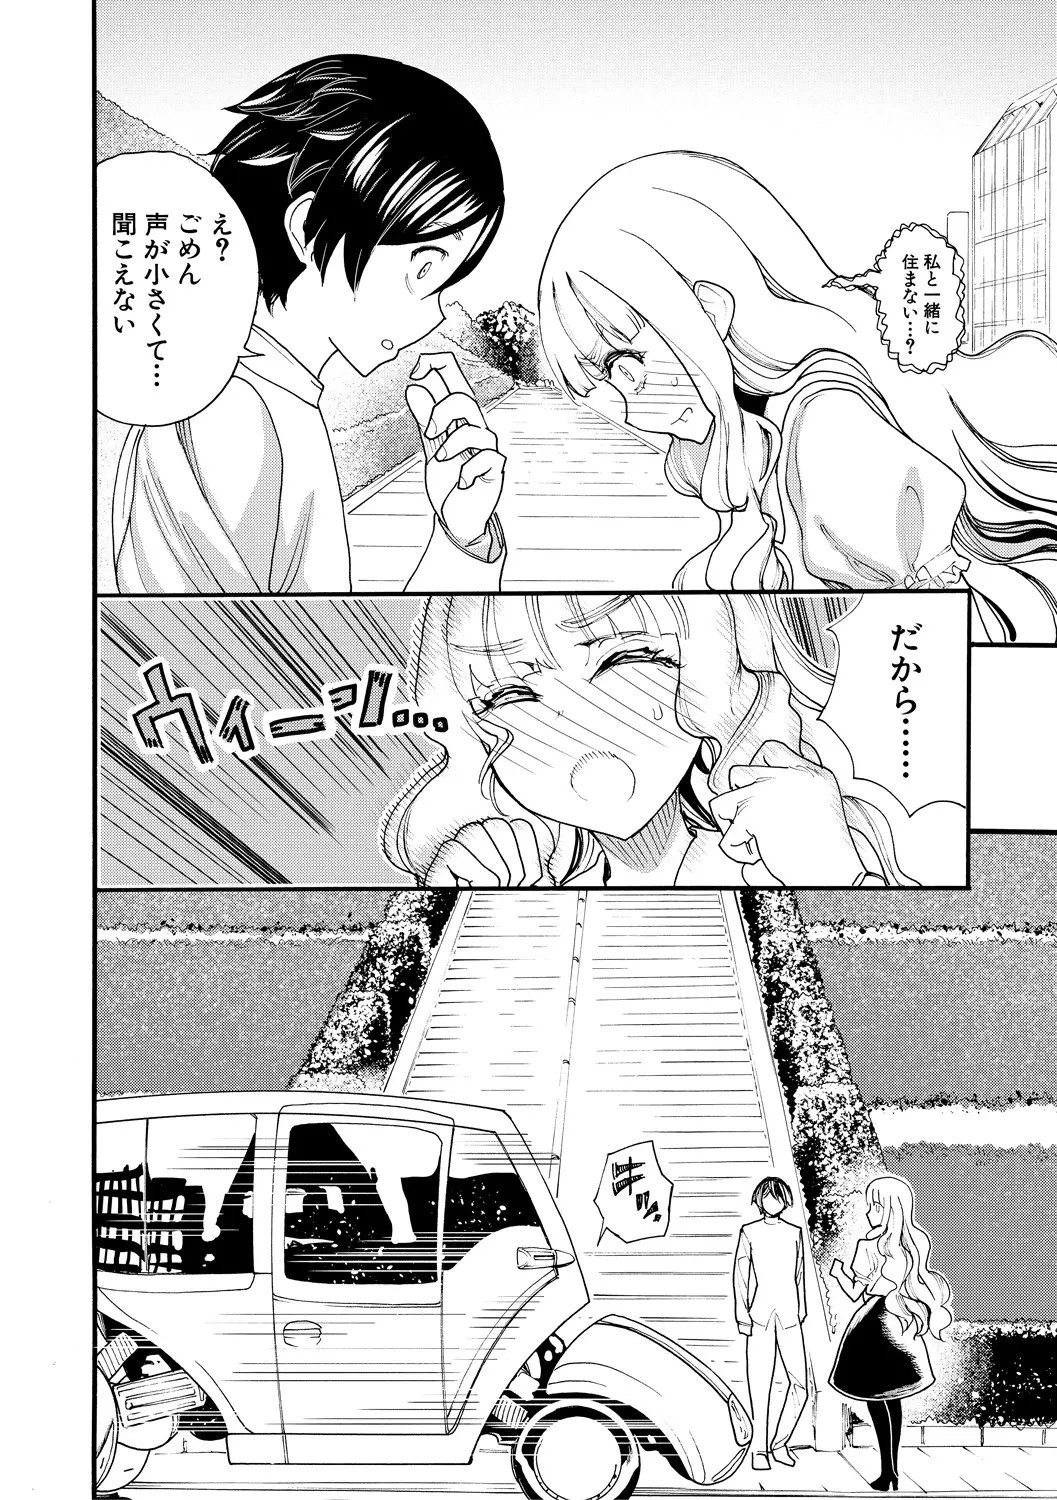 私と一緒に
住まない…?
え?
ごめん
声が小さくて…
聞こえない
だから……
ウィーン…
キッ